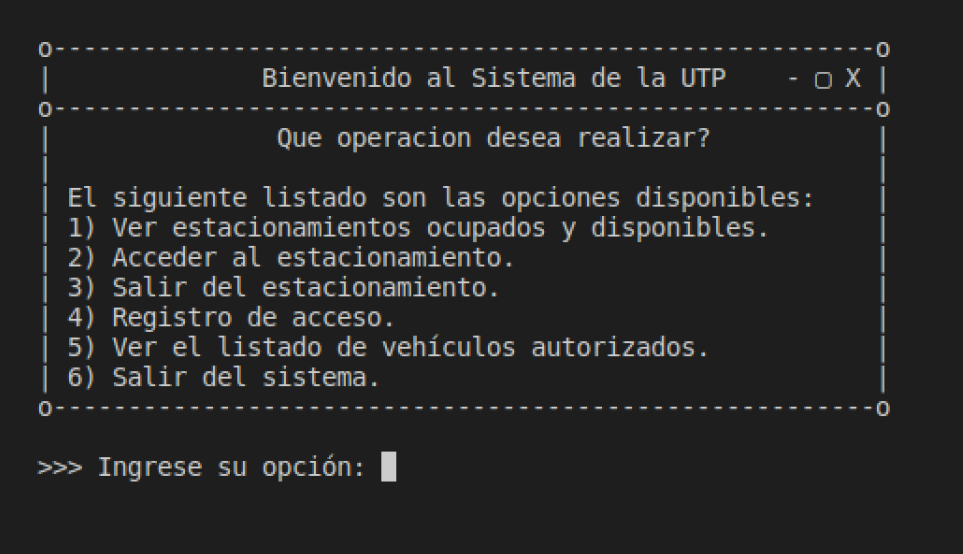 o-------------------------------------------------------o
|              Bienvenido al Sistema de la UTP    - ▢ X |
o-------------------------------------------------------o
|               Que operacion desea realizar?           |
|                                                       |
| El siguiente listado son las opciones disponibles:    |
| 1) Ver estacionamientos ocupados y disponibles.       |
| 2) Acceder al estacionamiento.                        |
| 3) Salir del estacionamiento.                         |
| 4) Registro de acceso.                                |
| 5) Ver el listado de vehículos autorizados.           |
| 6) Salir del sistema.                                 |
o-------------------------------------------------------o
>>> Ingrese su opción: